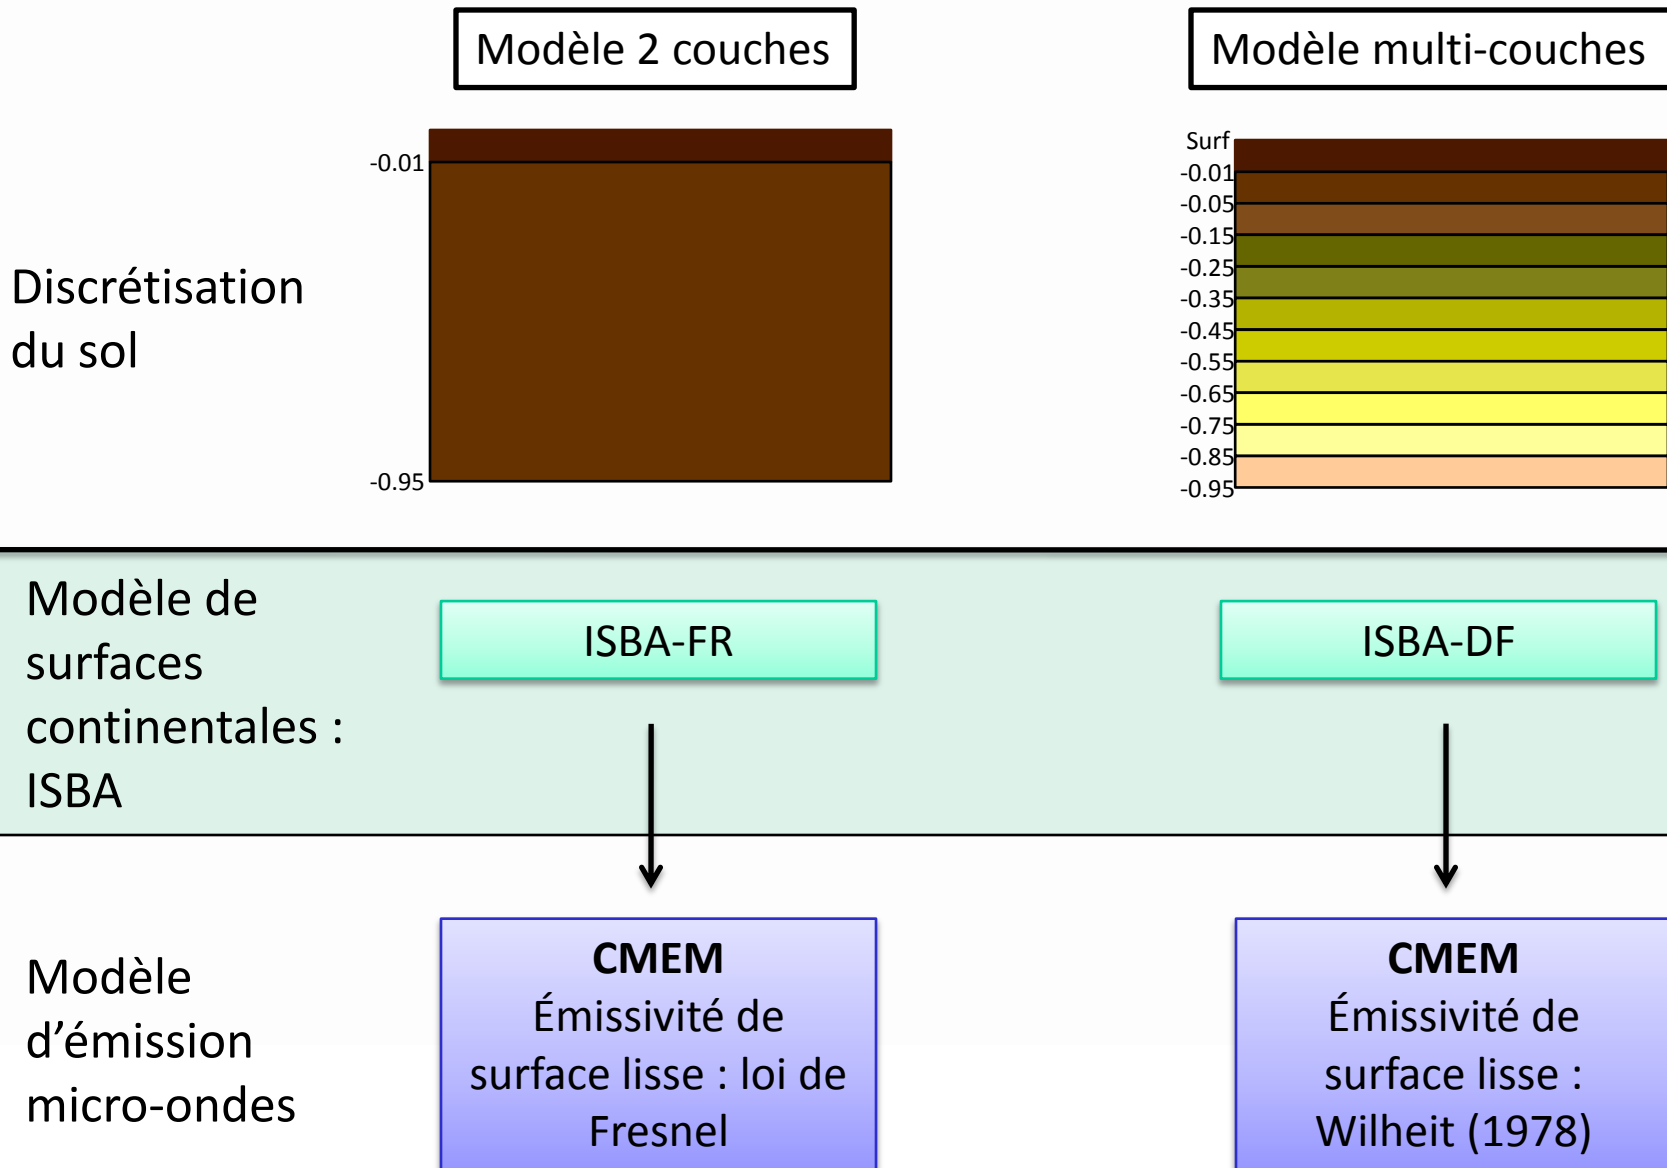 Modèle 2 couches
Modèle multi-couches
Discrétisation
du sol
-0.01
-0.95
Surf
-0.01
-0.05
-0.15
-0.25
-0.35
-0.45
-0.55
-0.65
-0.75
-0.85
-0.95
Modèle de
surfaces
continentales :
ISBA
ISBA-FR
ISBA-DF
Modèle
d’émission
micro-ondes
CMEM
Émissivité de
surface lisse : loi de
Fresnel
CMEM
Émissivité de
surface lisse :
Wilheit (1978)